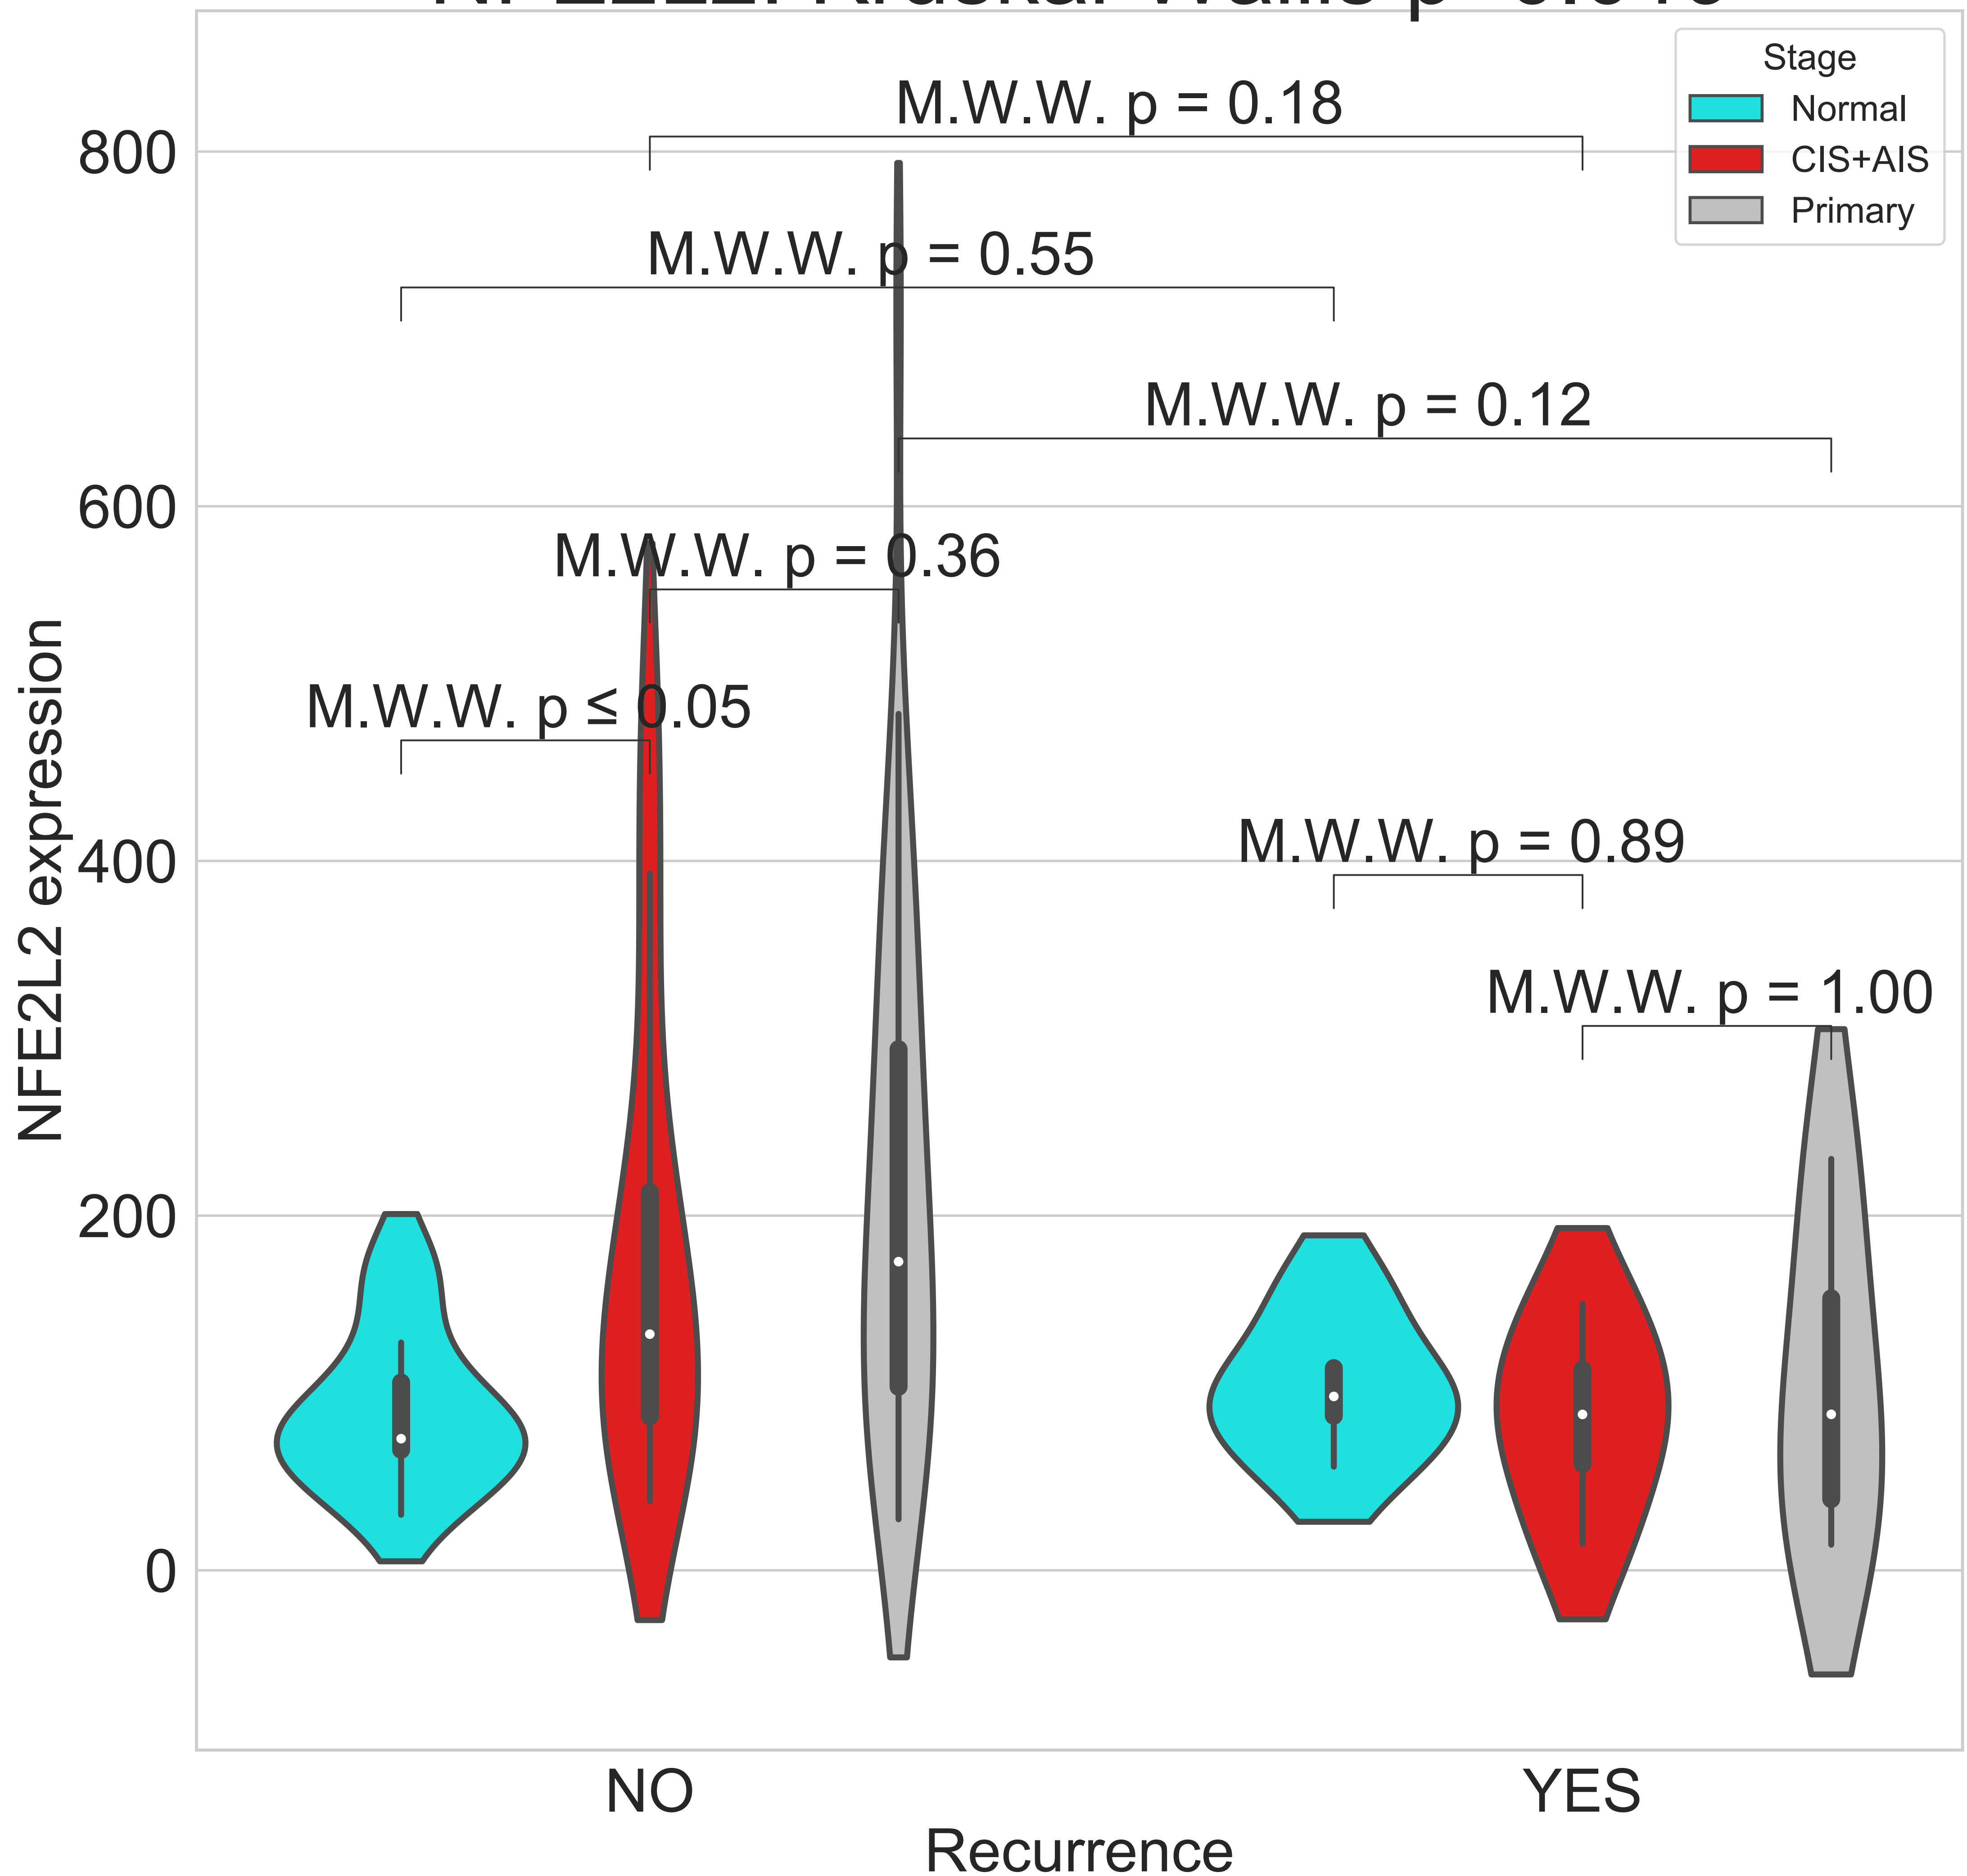 Stage
Normal
CIS+AIS
Primary
M.W.W. p = 0.18
M.W.W. p = 0.55
M.W.W. p = 0.12
M.W.W. p = 0.36
M.W.W. p ≤ 0.05
M.W.W. p = 0.89
M.W.W. p = 1.00
800
600
400
200
0
NFE2L2 expression
NO
YES
Recurrence